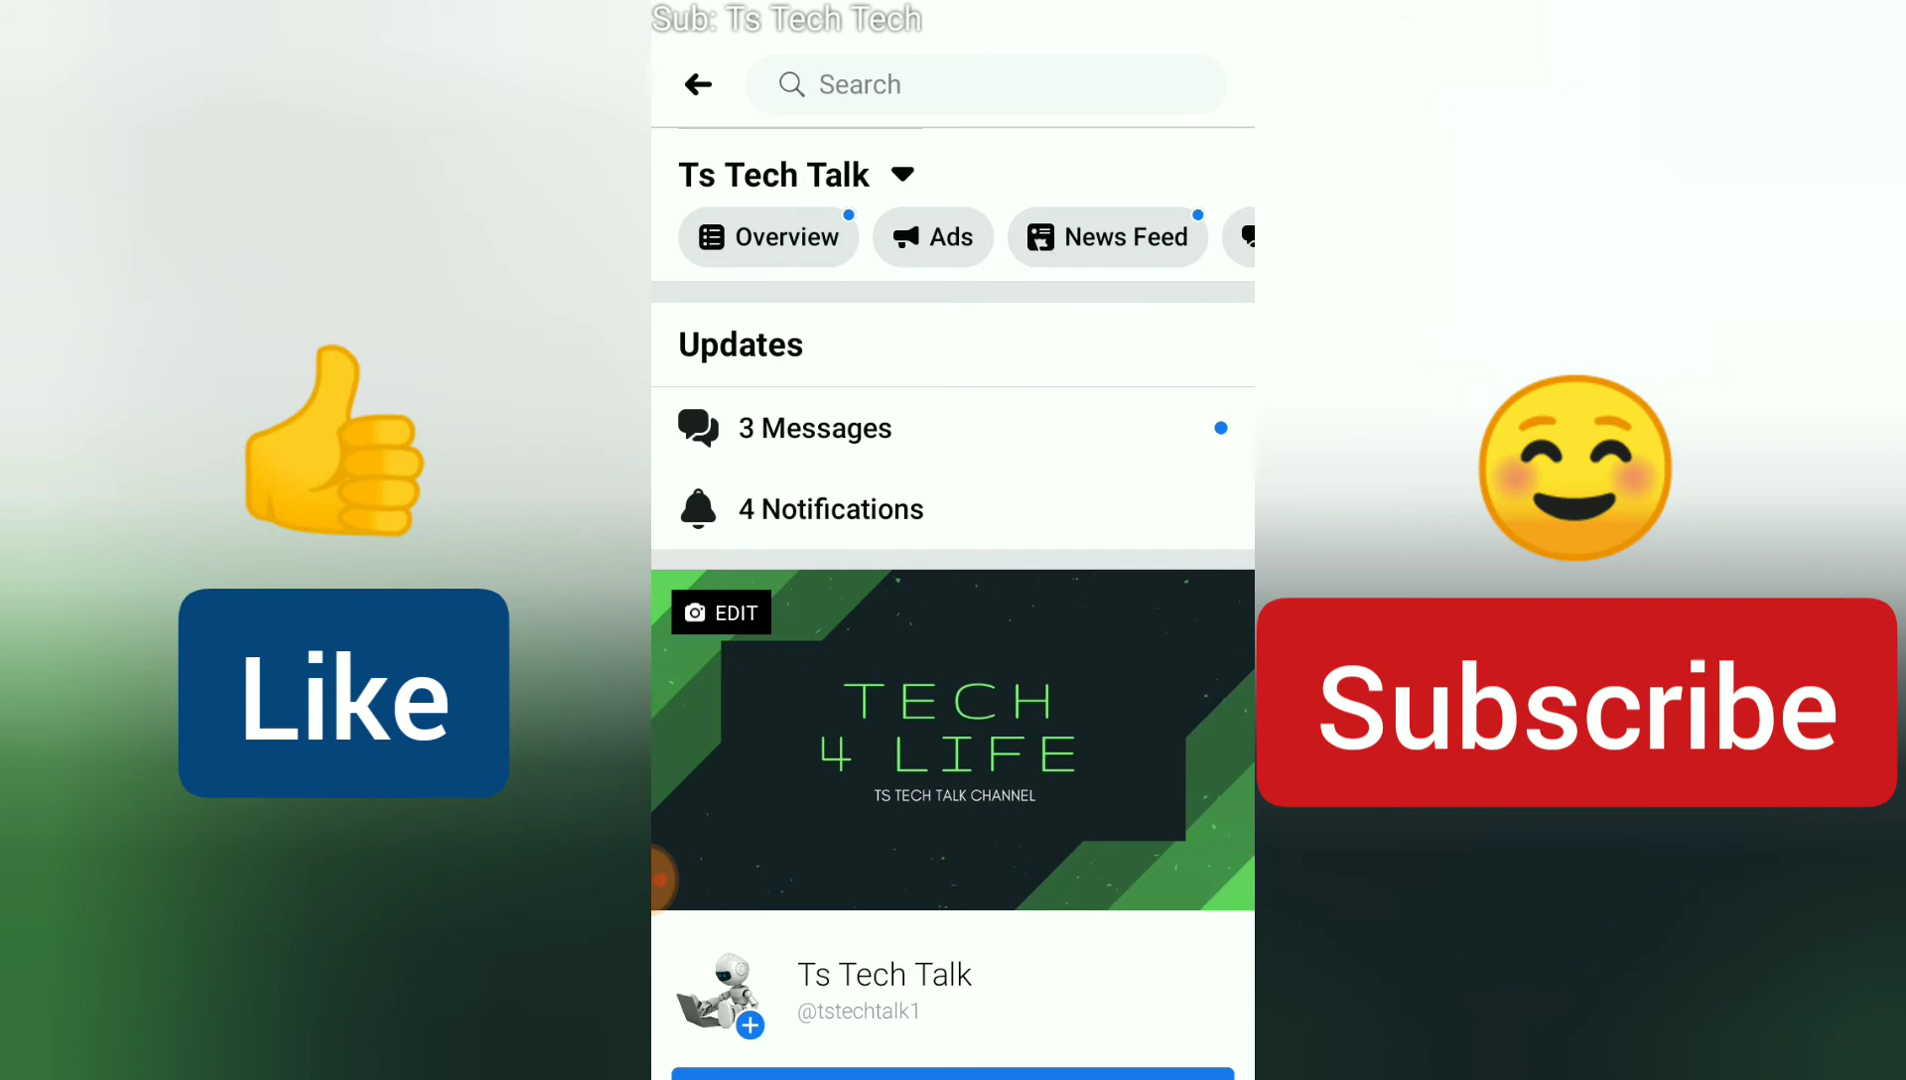 Sub: Ts Tech Tech
Search
Ts Tech Talk
Overview
Ads
News Feed
Updates
3 Messages
4 Notifications
EDIT
TECH
4 LIFE
TS TECH TALK CHANNEL
Ts Tech Talk
@tstechtalk1
Like
Subscribe